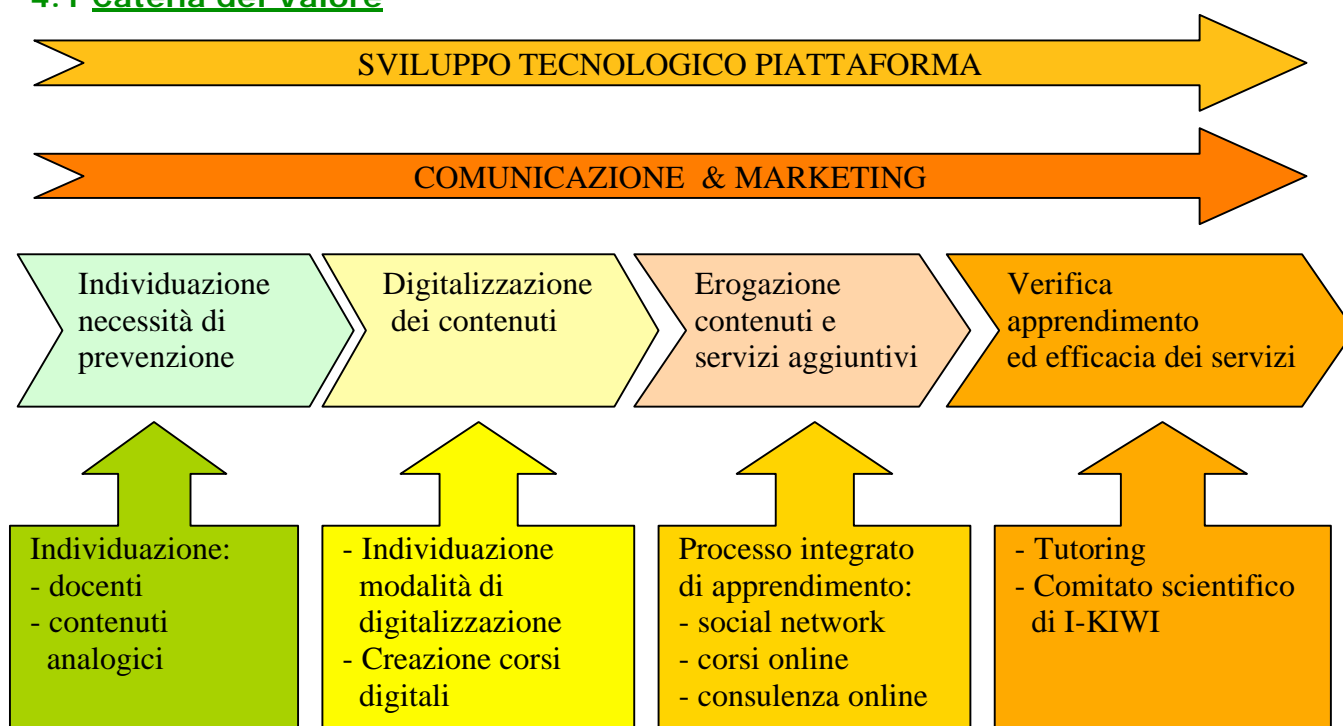 4.1 Catena del valore
SVILUPPO TECNOLOGICO PIATTAFORMA
COMUNICAZIONE & MARKETING
Individuazione
necessità di
prevenzione
Digitalizzazione
dei contenuti
Erogazione
contenuti e
servizi aggiuntivi
Verifica
apprendimento
ed efficacia dei servizi
Individuazione:
- docenti
- contenuti
analogici
- Individuazione
modalità di
digitalizzazione
- Creazione corsi
digitali
Processo integrato
di apprendimento:
- social network
- corsi online
- consulenza online
- Tutoring
- Comitato scientifico
di I-KIWI